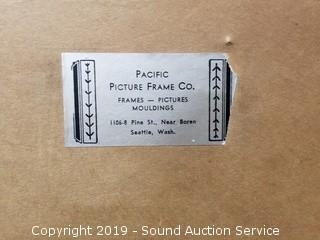 Pacific
Picture Frame Co.
Frames — Pictures
Mouldings
1106-8 Pine St., Near Boren
Seattle, Wash.
Copyright 2019 - Sound Auction Service